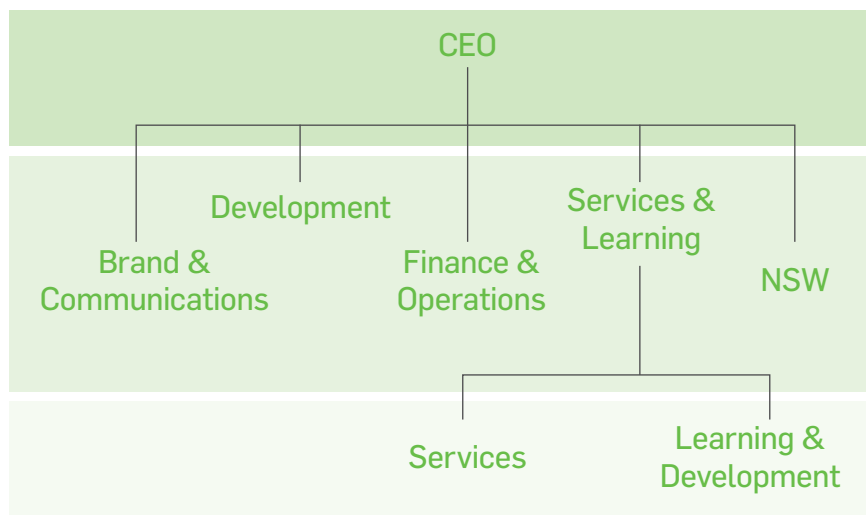 CEO
Development
Services &
Learning
Brand &
Communications
Finance &
Operations
NSW
Services
Learning &
Development